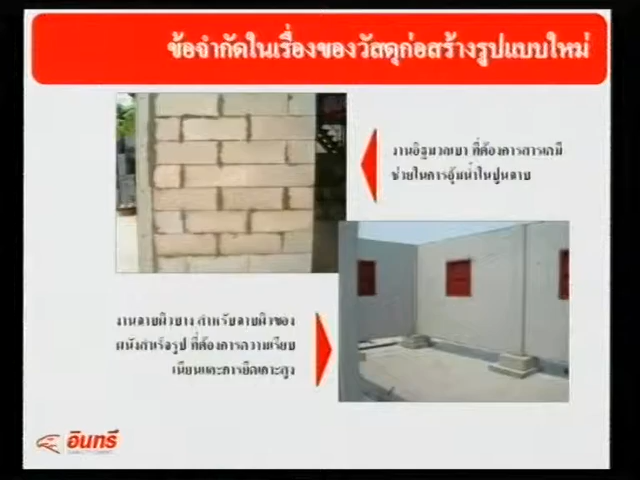 ข้อจำกัดในเรื่องของวัสดุก่อสร้างรูปแบบใหม่
งานอิฐมวลเบา ที่ต้องการสารเคมี
ช่วยในการอุ้มน้ำในปูนฉาบ
งานฉาบผิวบาง สำหรับฉาบผิวของ
ผนังสำเร็จรูป ที่ต้องการความเรียบ
เนียนและการยึดเกาะสูง
อินทรี